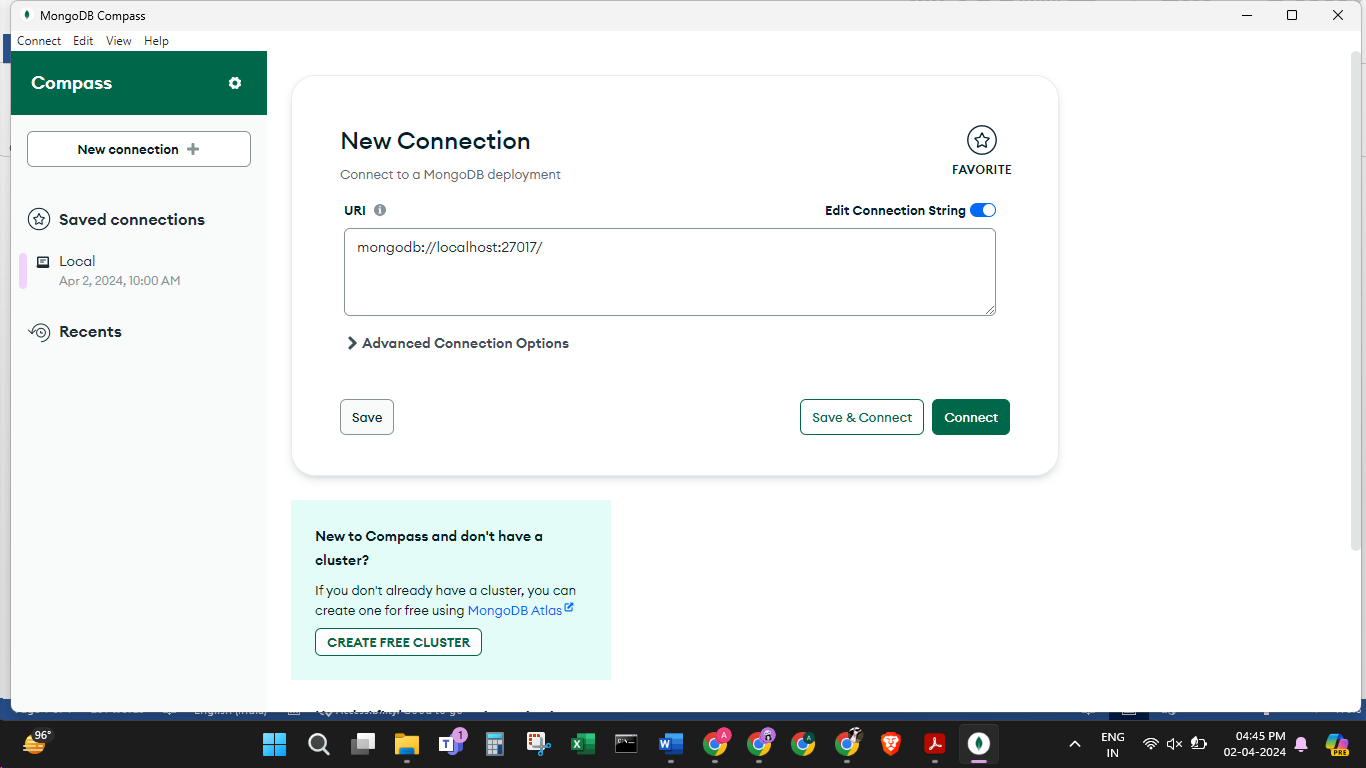 MongoDB Compass
Connect Edit View Help
Compass
New connection
Saved connections
Local
Apr 2, 2024, 10:00 AM
Recents
New Connection
Connect to a MongoDB deployment
FAVORITE
URI
Edit Connection String
mongodb://localhost:27017/
Advanced Connection Options
Save
Save & Connect
Connect
New to Compass and don't have a
cluster?
If you don't already have a cluster, you can
create one for free using MongoDB Atlas
CREATE FREE CLUSTER
96°
1
ENG
IN
04:45 PM
02-04-2024
PRE